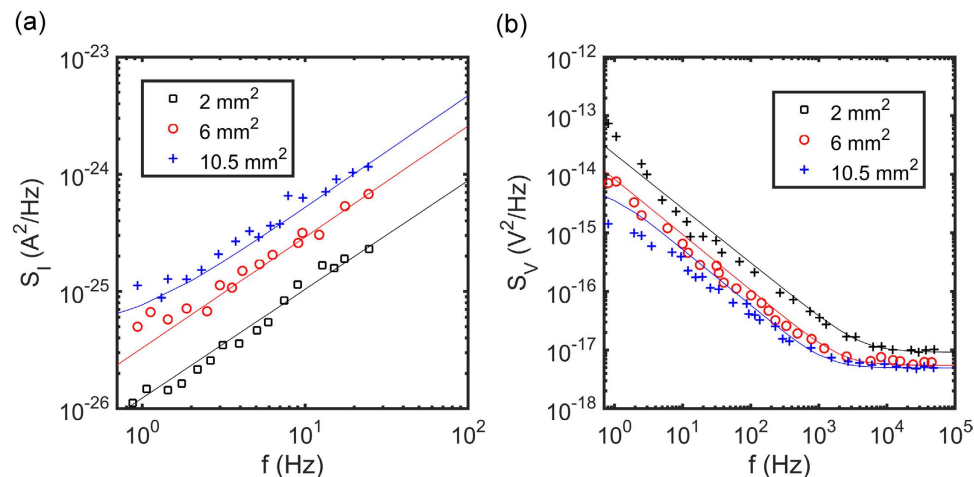 (a)
10^-23
10^-24
10^-25
10^-26
S_I (A^2/Hz)
2 mm^2
6 mm^2
10.5 mm^2
10^0
10^1
10^2
f (Hz)
(b)
10^-12
10^-13
10^-14
10^-15
10^-16
10^-17
10^-18
S_V (V^2/Hz)
2 mm^2
6 mm^2
10.5 mm^2
10^0
10^1
10^2
10^3
10^4
10^5
f (Hz)